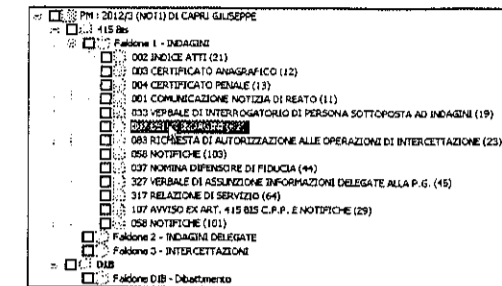 PM : 2012/3 (NOT1) DI CAPRI GIUSEPPE
415 Bis
Faldone 1 - INDAGINI
002 INDICE ATTI (21)
003 CERTIFICATO ANAGRAFICO (12)
004 CERTIFICATO PENALE (13)
001 COMUNICAZIONE NOTIZIA DI REATO (11)
033 VERBALE DI INTERROGATORIO DI PERSONA SOTTOPOSTA AD INDAGINI (19)
083 RICHIESTA DI AUTORIZZAZIONE ALLE OPERAZIONI DI INTERCETTAZIONE (23)
058 NOTIFICHE (103)
037 NOMINA DIFENSORE DI FIDUCIA (44)
327 VERBALE DI ASSUNZIONE INFORMAZIONI DELEGATE ALLA P.G. (45)
317 RELAZIONE DI SERVIZIO (64)
107 AVVISO EX ART. 415 BIS C.P.P. E NOTIFICHE (29)
058 NOTIFICHE (101)
Faldone 2 - INDAGINI DELEGATE
Faldone 3 - INTERCETTAZIONI
DIB
Faldone DIB - Dibattimento